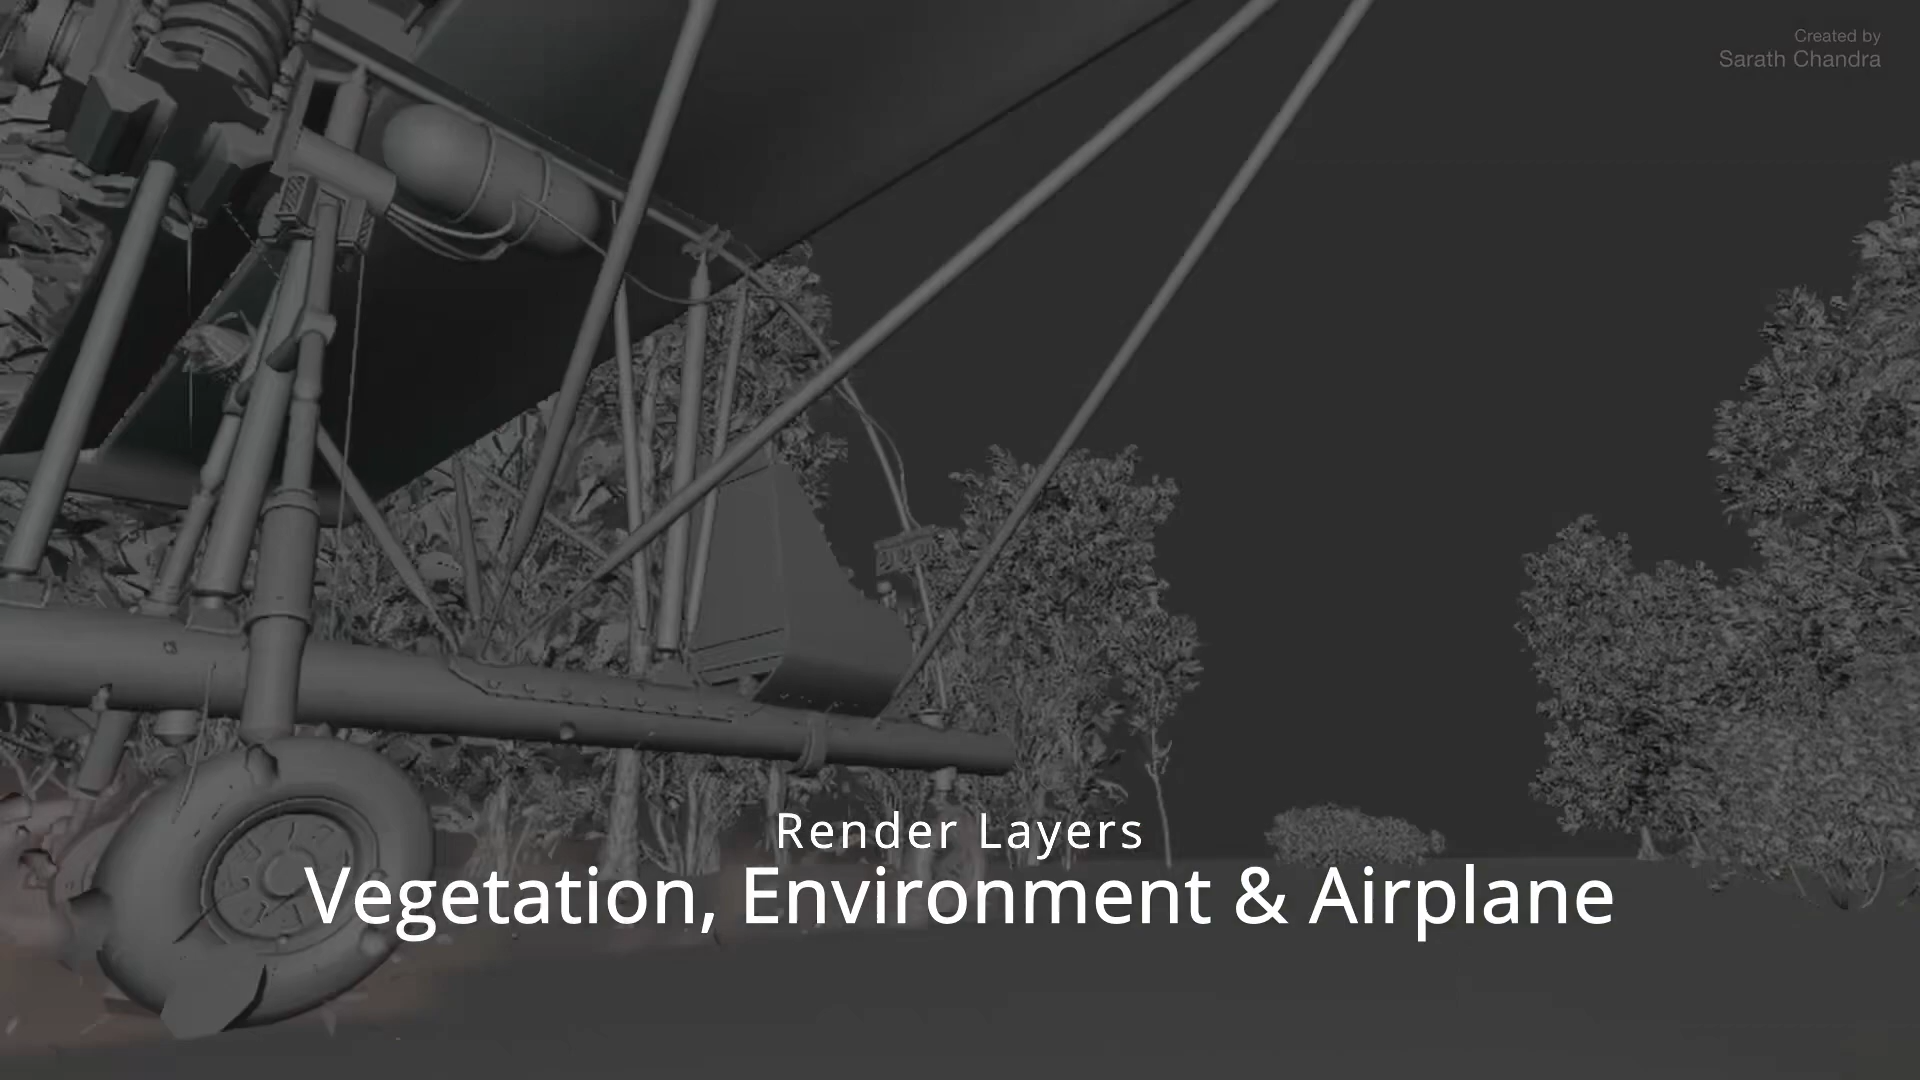 Created by
Sarath Chandra
Render Layers
Vegetation, Environment & Airplane